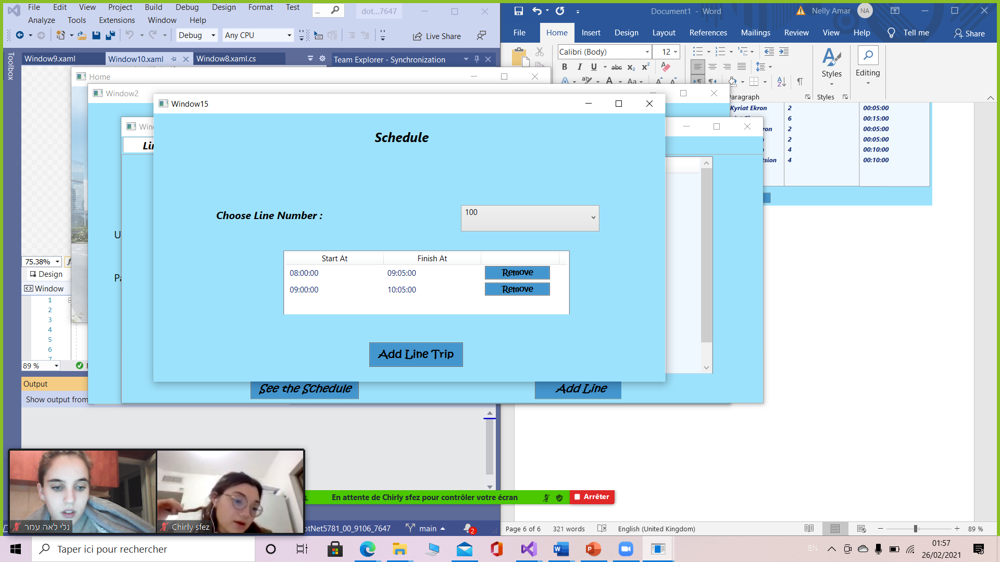 File Edit View Project Build Debug Design Format Test
Analyze Tools Extensions Window Help
... dot...7647
Debug Any CPU Live Share
Toolbox
Window9.xaml Window10.xaml Window8.xaml.cs
Team Explorer - Synchronization
Document1 - Word Nelly Amar NA
File Home Insert Design Layout References Mailings Review View Help Tell me Share
Calibri (Body) 12
B I U abc X₂ X²
Aa
Styles
Editing
Paragraph Styles
Home
Window2
Window15
Schedule
Choose Line Number :
100
Start At Finish At
08:00:00 09:05:00 Remove
09:00:00 10:05:00 Remove
Add Line Trip
See the Schedule Add Line
Kyriat Ekron 2 00:05:00
6 00:15:00
2 00:05:00
2 00:05:00
4 00:10:00
4 00:10:00
75.38%
Design
Window
1
2
3
4
5
6
7
89 %
Output
Show output from
En attente de Chirly sfez pour contrôler votre écran
Arrêter
נלי לאה עמר
Chirly sfez
otNet5781_00_9106_7647 main 2
Page 6 of 6 321 words English (United Kingdom) 89 %
Taper ici pour rechercher
EN
01:57
26/02/2021